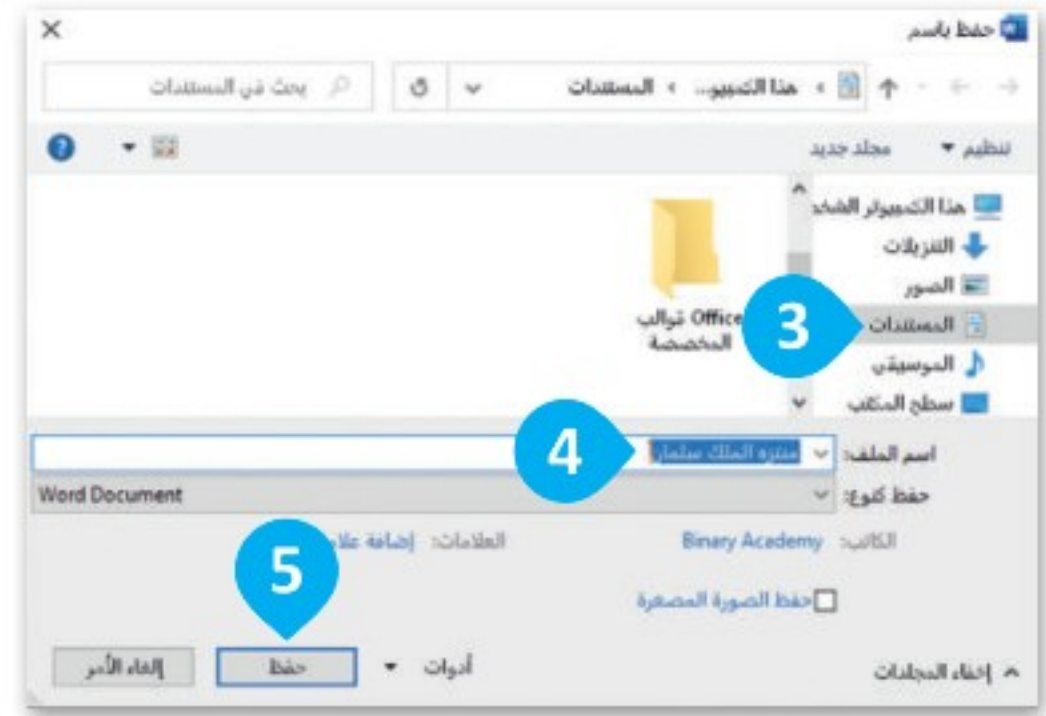 حفظ باسم
هذا الكمبيو... › المستندات
بحث في المستندات
تنظيم
مجلد جديد
هذا الكمبيوتر الشخص
التنزيلات
الصور
المستندات
الموسيقى
سطح المكتب
3
Office قوالب
المخصصة
اسم الملف: منتزه الملك سلمان
4
حفظ كنوع: Word Document
الكاتب: Binary Academy
العلامات: إضافة علا
5
حفظ الصورة المصغرة
إخفاء المجلدات
أدوات
حفظ
إلغاء الأمر